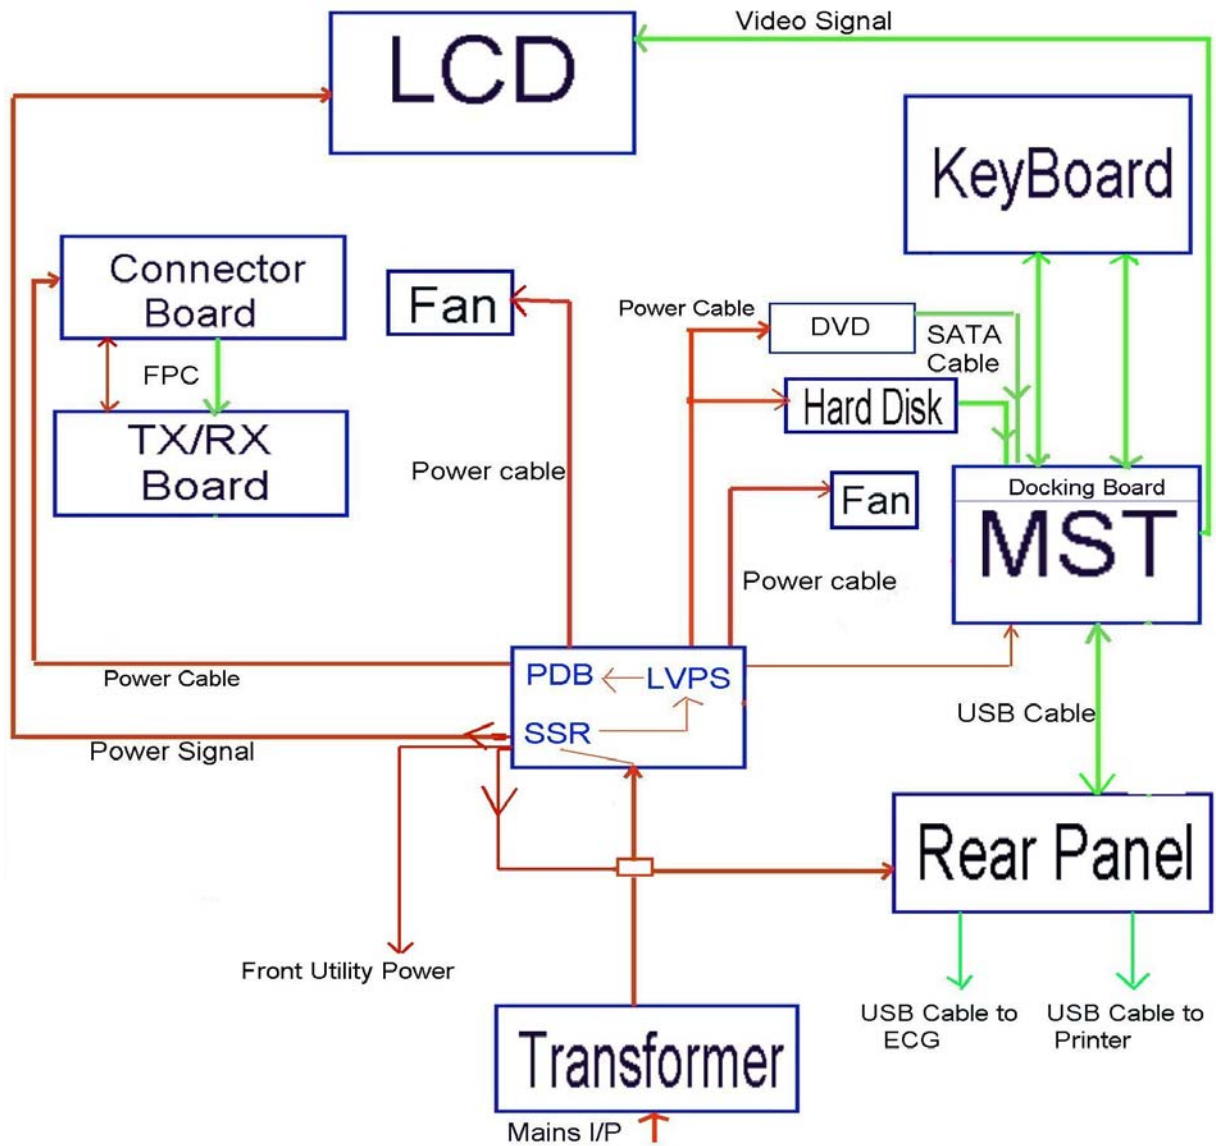 Video Signal
LCD
KeyBoard
Connector
Board
Fan
Power Cable
DVD
SATA
Cable
FPC
Hard Disk
TX/RX
Board
Power cable
Fan
Docking Board
MST
Power cable
PDB
LVPS
SSR
Power Cable
Power Signal
USB Cable
Rear Panel
Front Utility Power
USB Cable to
ECG
USB Cable to
Printer
Transformer
Mains I/P